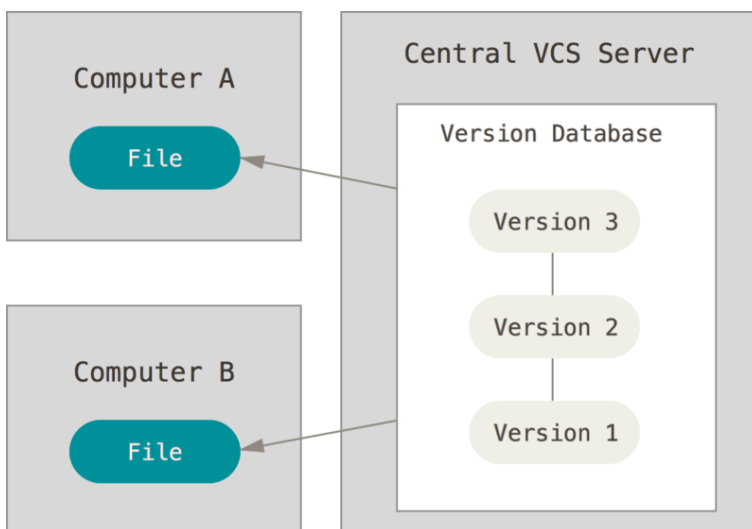 Computer A
File
Computer B
File
Central VCS Server
Version Database
Version 3
Version 2
Version 1